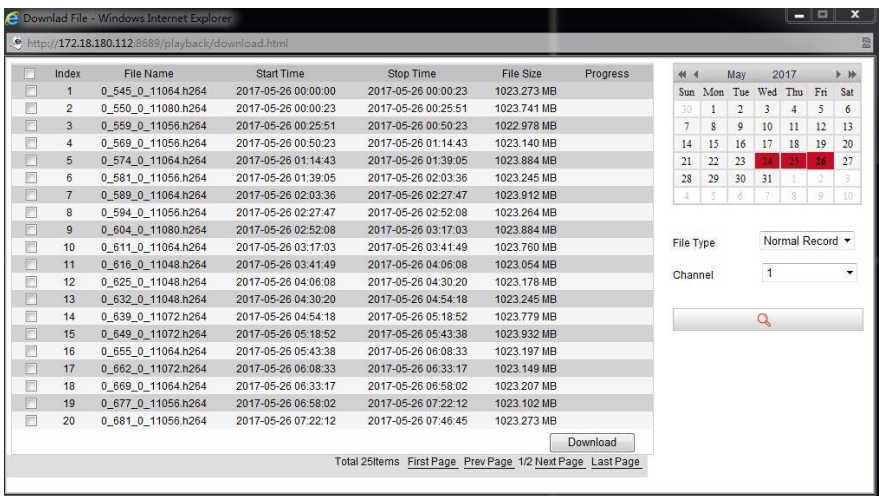 Downlad File - Windows Internet Explorer
http://172.18.180.112:8689/playback/download.html
Index File Name Start Time Stop Time File Size Progress
1 0_545_0_11064.h264 2017-05-26 00:00:00 2017-05-26 00:00:23 1023.273 MB
2 0_550_0_11080.h264 2017-05-26 00:00:23 2017-05-26 00:25:51 1023.741 MB
3 0_559_0_11056.h264 2017-05-26 00:25:51 2017-05-26 00:50:23 1022.978 MB
4 0_569_0_11056.h264 2017-05-26 00:50:23 2017-05-26 01:14:43 1023.140 MB
5 0_574_0_11064.h264 2017-05-26 01:14:43 2017-05-26 01:39:05 1023.884 MB
6 0_581_0_11056.h264 2017-05-26 01:39:05 2017-05-26 02:03:36 1023.245 MB
7 0_589_0_11064.h264 2017-05-26 02:03:36 2017-05-26 02:27:47 1023.912 MB
8 0_594_0_11056.h264 2017-05-26 02:27:47 2017-05-26 02:52:08 1023.264 MB
9 0_604_0_11080.h264 2017-05-26 02:52:08 2017-05-26 03:17:03 1023.884 MB
10 0_611_0_11064.h264 2017-05-26 03:17:03 2017-05-26 03:41:49 1023.760 MB
11 0_616_0_11048.h264 2017-05-26 03:41:49 2017-05-26 04:06:08 1023.054 MB
12 0_625_0_11048.h264 2017-05-26 04:06:08 2017-05-26 04:30:20 1023.178 MB
13 0_632_0_11048.h264 2017-05-26 04:30:20 2017-05-26 04:54:18 1023.245 MB
14 0_639_0_11072.h264 2017-05-26 04:54:18 2017-05-26 05:18:52 1023.779 MB
15 0_649_0_11072.h264 2017-05-26 05:18:52 2017-05-26 05:43:38 1023.932 MB
16 0_655_0_11064.h264 2017-05-26 05:43:38 2017-05-26 06:08:33 1023.197 MB
17 0_662_0_11072.h264 2017-05-26 06:08:33 2017-05-26 06:33:17 1023.149 MB
18 0_669_0_11064.h264 2017-05-26 06:33:17 2017-05-26 06:58:02 1023.207 MB
19 0_677_0_11056.h264 2017-05-26 06:58:02 2017-05-26 07:22:12 1023.102 MB
20 0_681_0_11056.h264 2017-05-26 07:22:12 2017-05-26 07:46:45 1023.273 MB
Download
Total 25Items First Page Prev Page 1/2 Next Page Last Page
May 2017
Sun Mon Tue Wed Thu Fri Sat
30 1 2 3 4 5 6
7 8 9 10 11 12 13
14 15 16 17 18 19 20
21 22 23 24 25 26 27
28 29 30 31 1 2 3
4 5 6 7 8 9 10
File Type Normal Record
Channel 1